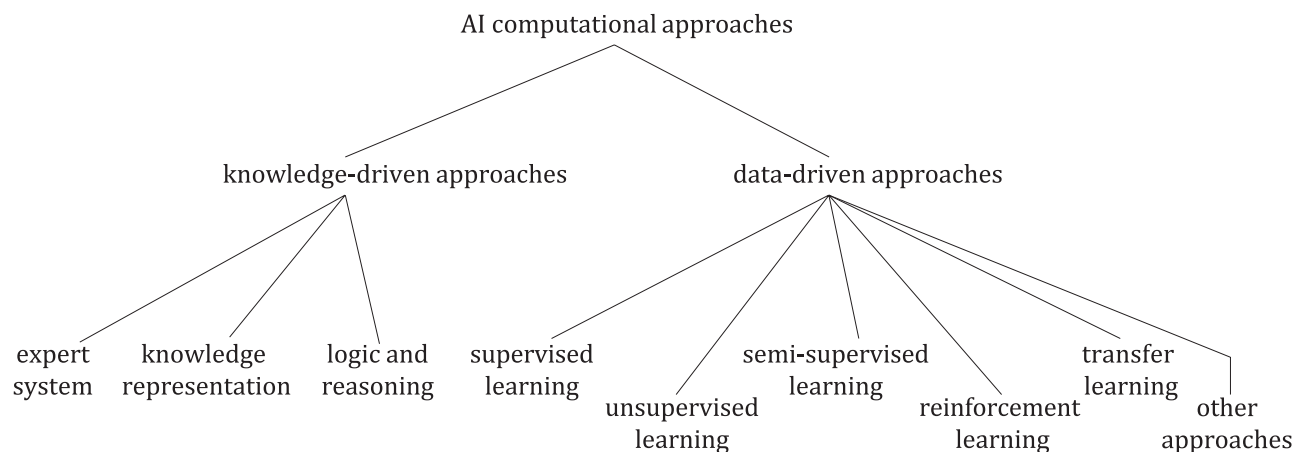 AI computational approaches
knowledge-driven approaches
data-driven approaches
expert
system
knowledge
representation
logic and
reasoning
supervised
learning
unsupervised
learning
semi-supervised
learning
reinforcement
learning
transfer
learning
other
approaches